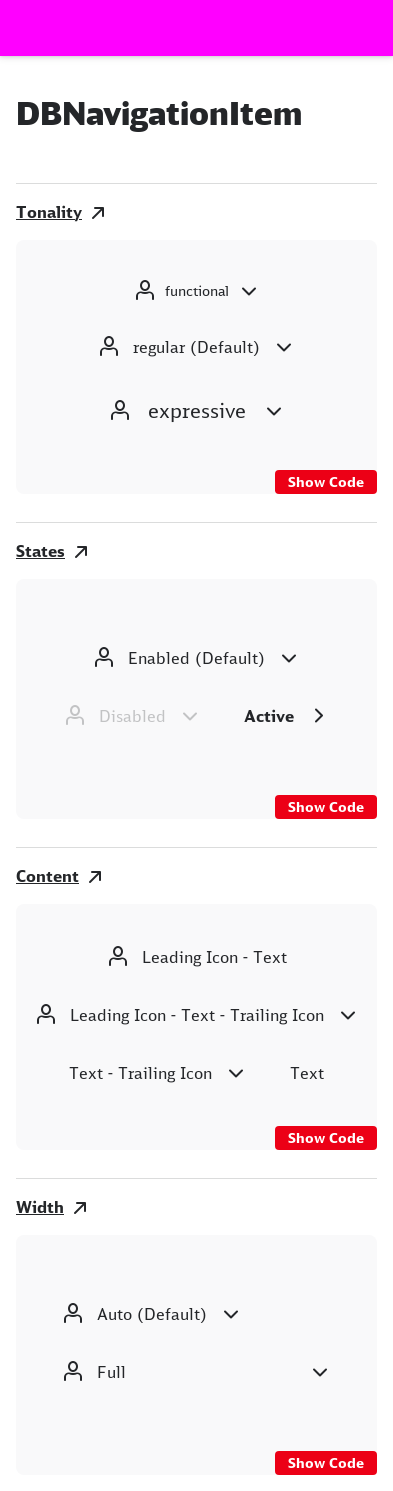 DBNavigationItem
Tonality
functional
regular (Default)
expressive
Show Code
States
Enabled (Default)
Disabled Active
Show Code
Content
Leading Icon - Text
Leading Icon - Text - Trailing Icon
Text - Trailing Icon Text
Show Code
Width
Auto (Default)
Full
Show Code